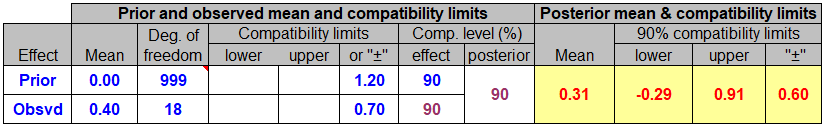 Prior and observed mean and compatibility limits Posterior mean & compatibility limits
Deg. of Compatibility limits Comp. level (%) 90% compatibility limits
Effect Mean freedom lower upper or "±" effect posterior Mean lower upper "±"
Prior 0.00 999 1.20 90
90 0.31 -0.29 0.91 0.60
Obsvd 0.40 18 0.70 90